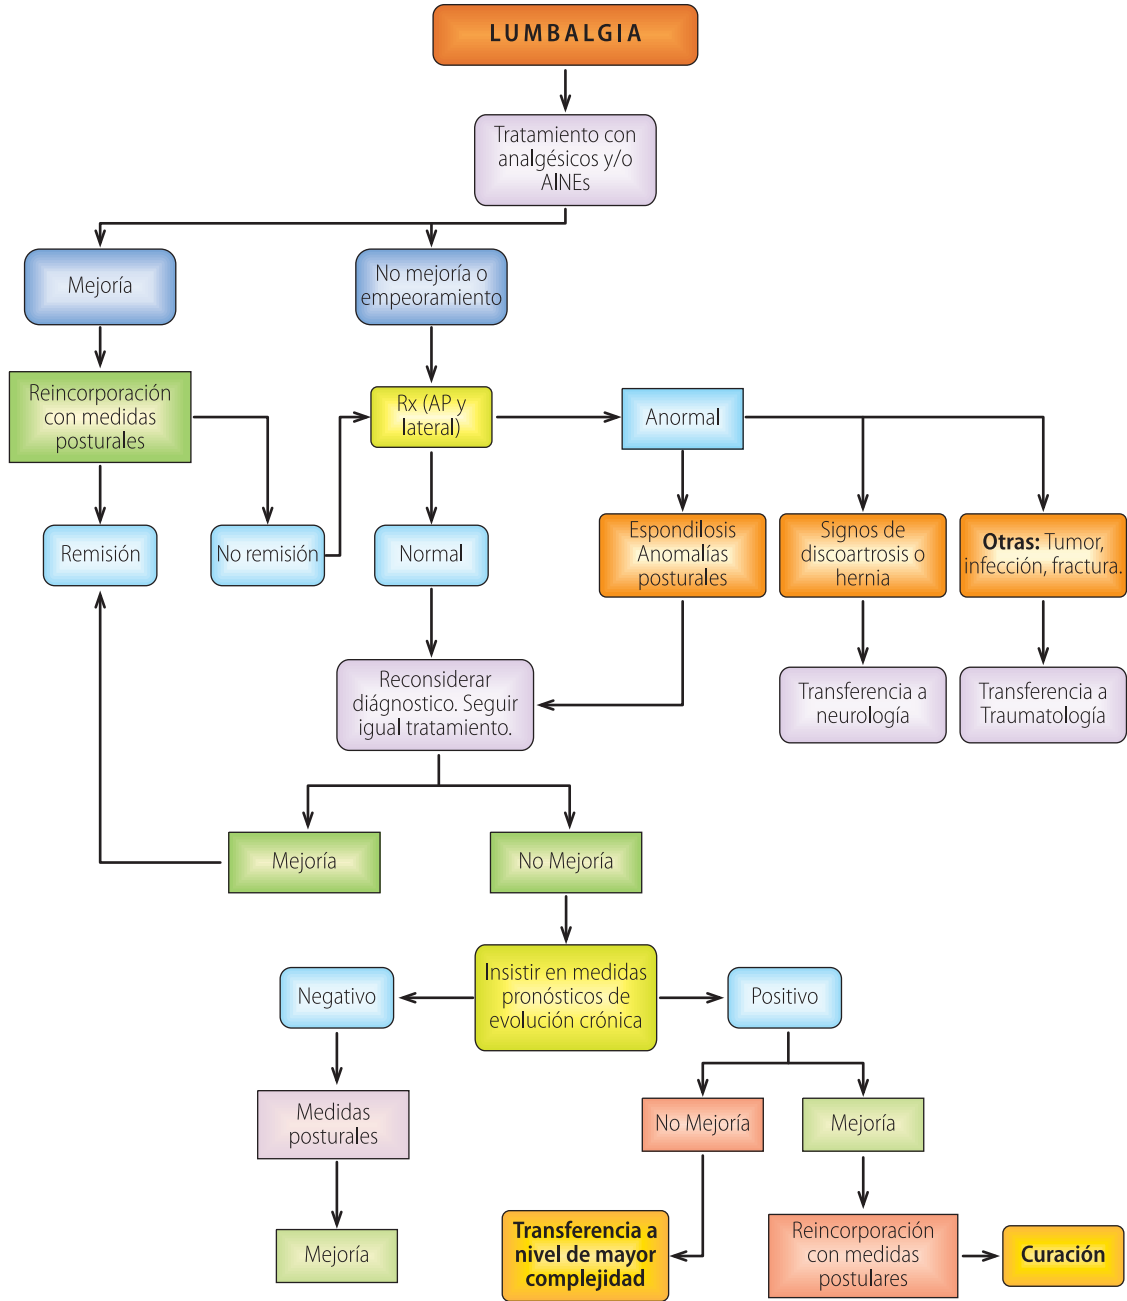 LUMBALGIA
Tratamiento con
analgésicos y/o
AINEs
Mejoría
No mejoría o
empeoramiento
Reincorporación
con medidas
posturales
Rx (AP y
lateral)
Anormal
Remisión
No remisión
Normal
Espondilosis
Anomalías
posturales
Signos de
discoartrosis o
hernia
Otras: Tumor,
infección, fractura.
Reconsiderar
diágnostico. Seguir
igual tratamiento.
Transferencia a
neurología
Transferencia a
Traumatología
Mejoría
No Mejoría
Negativo
Insistir en medidas
pronósticos de
evolución crónica
Positivo
Medidas
posturales
No Mejoría
Mejoría
Mejoría
Transferencia a
nivel de mayor
complejidad
Reincorporación
con medidas
postulares
Curación